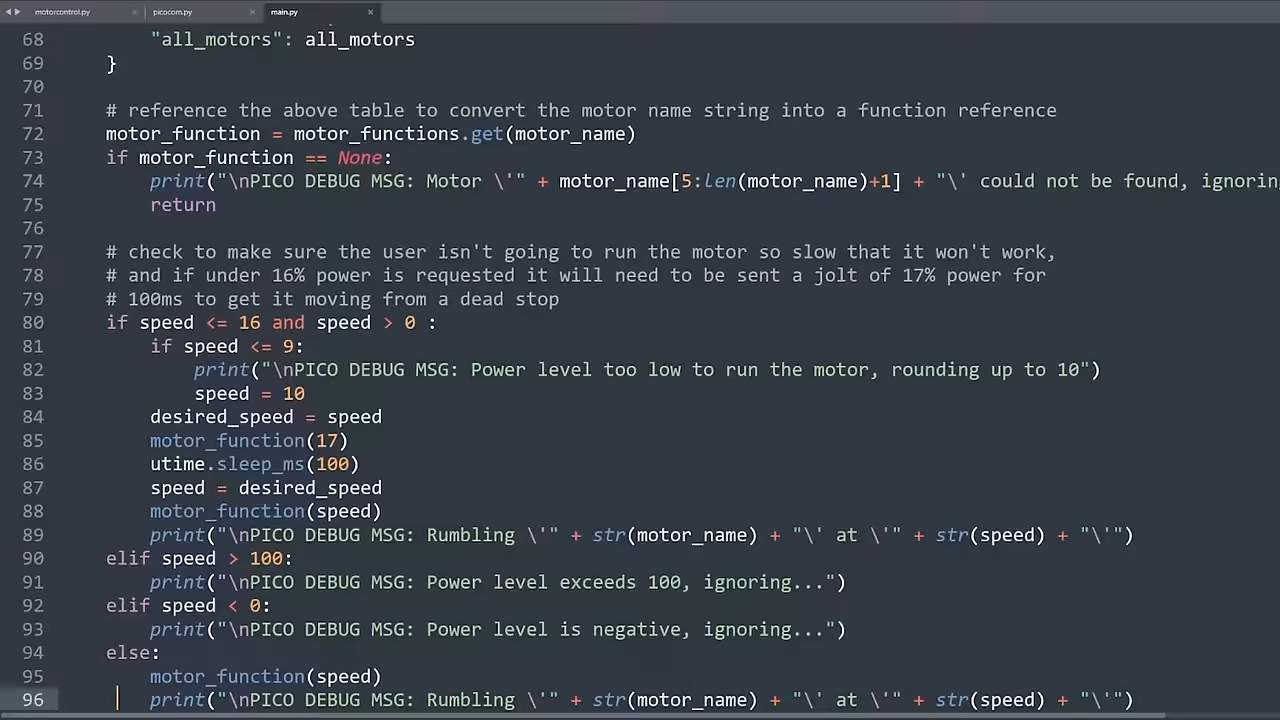 motorcontrol.py picocom.py main.py
68 "all_motors": all_motors
69 }
70
71 # reference the above table to convert the motor name string into a function reference
72 motor_function = motor_functions.get(motor_name)
73 if motor_function == None:
74 print("\nPICO DEBUG MSG: Motor \'" + motor_name[5:len(motor_name)+1] + "\' could not be found, ignorin
75 return
76
77 # check to make sure the user isn't going to run the motor so slow that it won't work,
78 # and if under 16% power is requested it will need to be sent a jolt of 17% power for
79 # 100ms to get it moving from a dead stop
80 if speed <= 16 and speed > 0 :
81 if speed <= 9:
82 print("\nPICO DEBUG MSG: Power level too low to run the motor, rounding up to 10")
83 speed = 10
84 desired_speed = speed
85 motor_function(17)
86 utime.sleep_ms(100)
87 speed = desired_speed
88 motor_function(speed)
89 print("\nPICO DEBUG MSG: Rumbling \'" + str(motor_name) + "\' at \'" + str(speed) + "\'")
90 elif speed > 100:
91 print("\nPICO DEBUG MSG: Power level exceeds 100, ignoring...")
92 elif speed < 0:
93 print("\nPICO DEBUG MSG: Power level is negative, ignoring...")
94 else:
95 motor_function(speed)
96 print("\nPICO DEBUG MSG: Rumbling \'" + str(motor_name) + "\' at \'" + str(speed) + "\'")